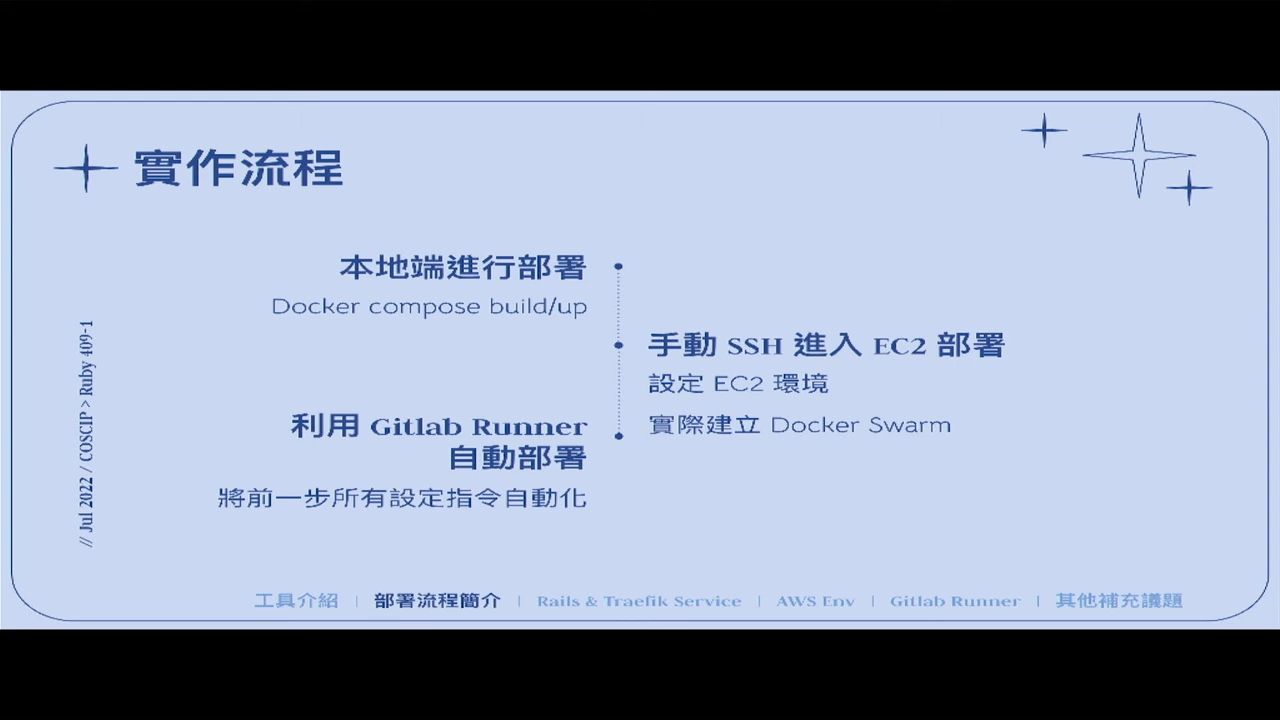 實作流程
本地端進行部署
Docker compose build/up
手動 SSH 進入 EC2 部署
設定 EC2 環境
實際建立 Docker Swarm
利用 Gitlab Runner
自動部署
將前一步所有設定指令自動化
// Jul 2022 / COSCIP > Ruby 409-1
工具介紹 | 部署流程簡介 | Rails & Traefik Service | AWS Env | Gitlab Runner | 其他補充議題